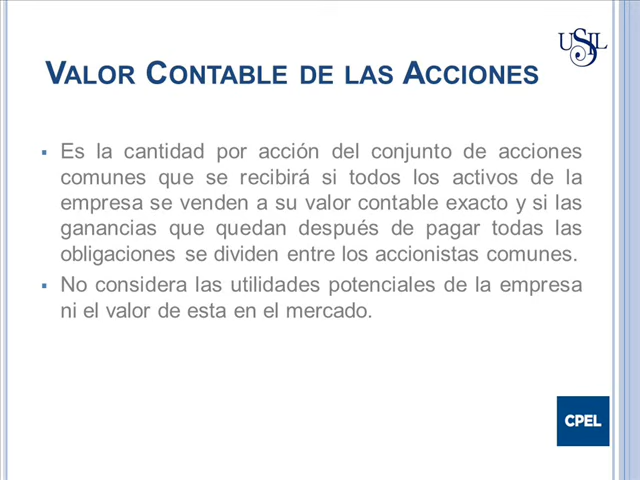 USIL
VALOR CONTABLE DE LAS ACCIONES
▪ Es la cantidad por acción del conjunto de acciones
comunes que se recibirá si todos los activos de la
empresa se venden a su valor contable exacto y si las
ganancias que quedan después de pagar todas las
obligaciones se dividen entre los accionistas comunes.
▪ No considera las utilidades potenciales de la empresa
ni el valor de esta en el mercado.
CPEL